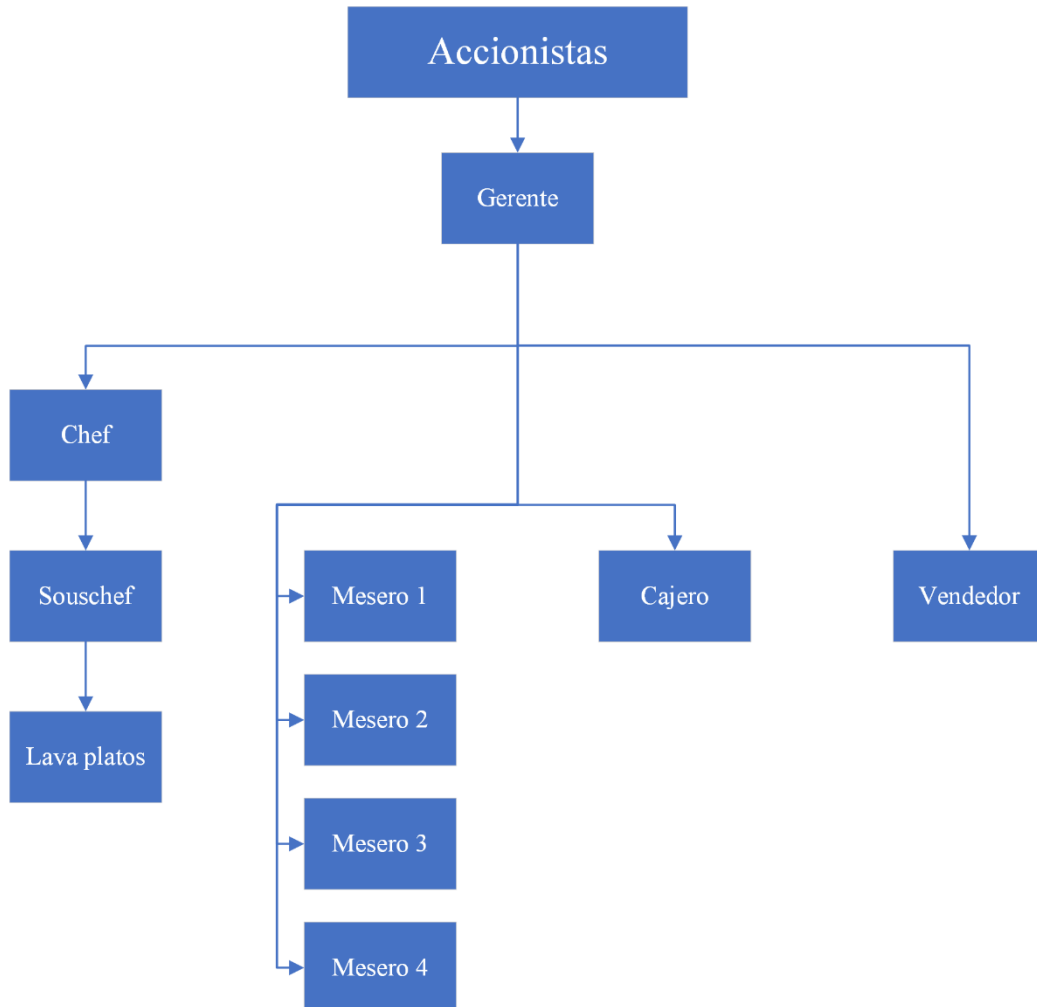 Accionistas
Gerente
Chef
Souschef
Lava platos
Mesero 1
Mesero 2
Mesero 3
Mesero 4
Cajero
Vendedor